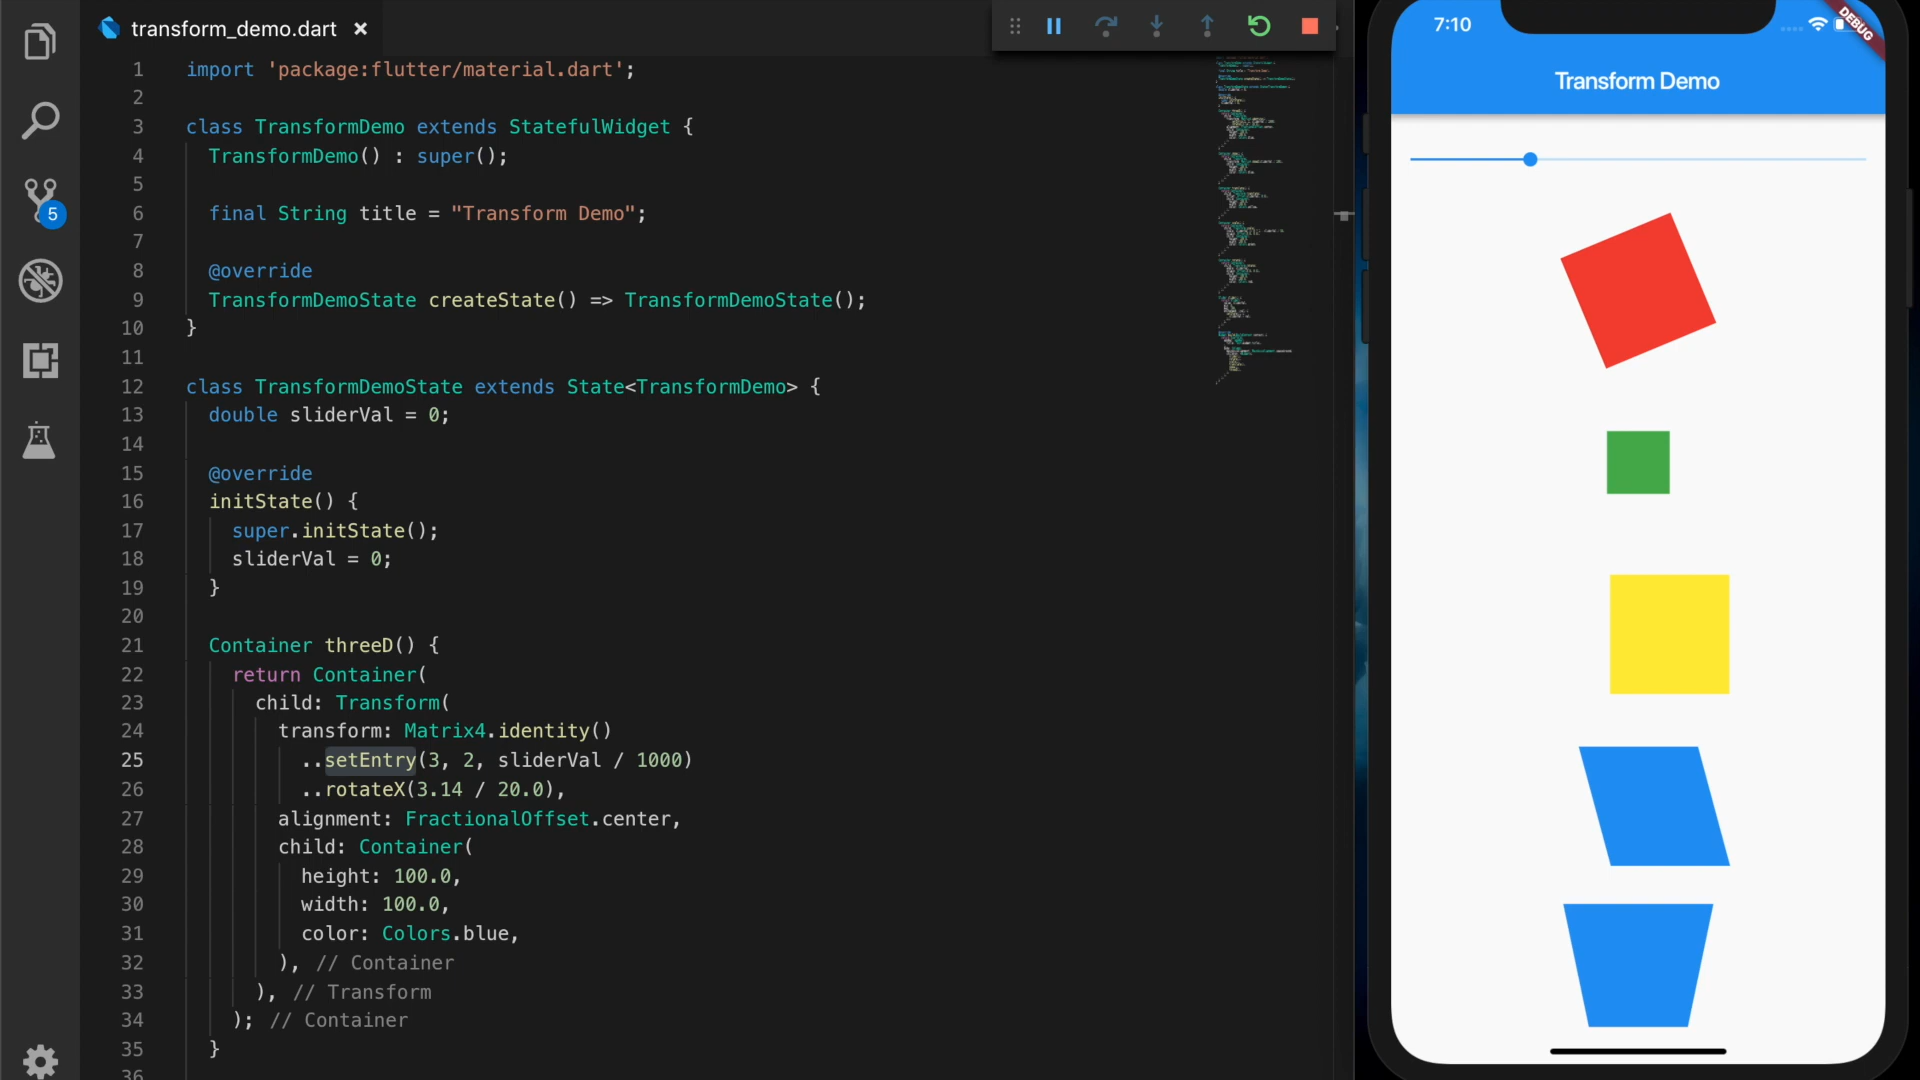 transform_demo.dart
1 import 'package:flutter/material.dart';
2
3 class TransformDemo extends StatefulWidget {
4 TransformDemo() : super();
5
6 final String title = "Transform Demo";
7
8 @override
9 TransformDemoState createState() => TransformDemoState();
10 }
11
12 class TransformDemoState extends State<TransformDemo> {
13 double sliderVal = 0;
14
15 @override
16 initState() {
17 super.initState();
18 sliderVal = 0;
19 }
20
21 Container threeD() {
22 return Container(
23 child: Transform(
24 transform: Matrix4.identity()
25 ..setEntry(3, 2, sliderVal / 1000)
26 ..rotateX(3.14 / 20.0),
27 alignment: FractionalOffset.center,
28 child: Container(
29 height: 100.0,
30 width: 100.0,
31 color: Colors.blue,
32 ), // Container
33 ), // Transform
34 ); // Container
35 }
36
5
7:10
DEBUG
Transform Demo